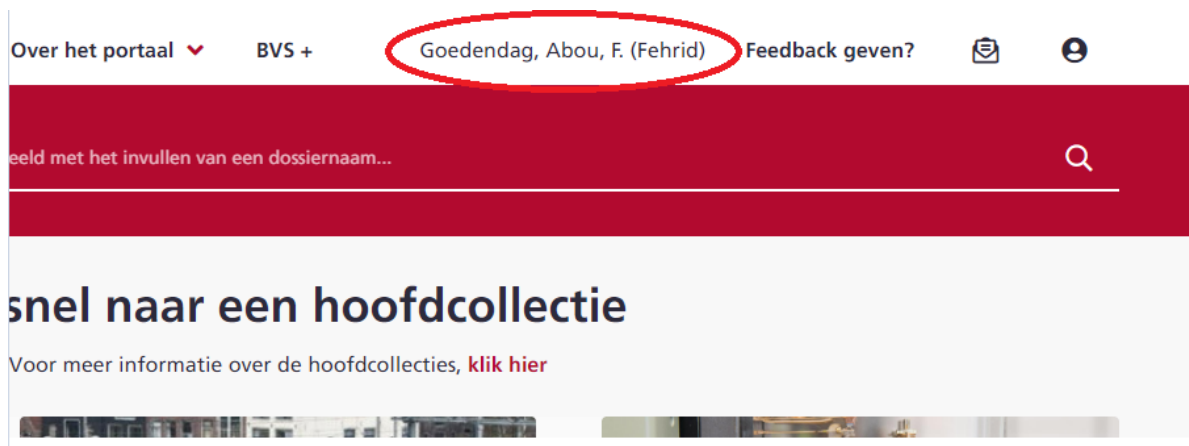 Over het portaal BVS + Goedendag, Abou, F. (Fehrid) Feedback geven?
eeld met het invullen van een dossiernaam...
snel naar een hoofdcollectie
Voor meer informatie over de hoofdcollecties, klik hier